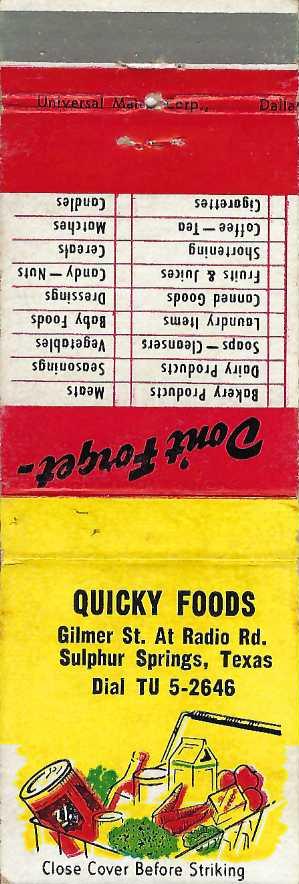 Universal Match Corp., Dallas
Don't Forget-
Bakery Products Meats
Dairy Products Seasonings
Soaps - Cleansers Vegetables
Laundry Items Baby Foods
Canned Goods Dressings
Fruits & Juices Candy - Nuts
Shortening Cereals
Coffee - Tea Matches
Cigarettes Candles
QUICKY FOODS
Gilmer St. At Radio Rd.
Sulphur Springs, Texas
Dial TU 5-2646
Close Cover Before Striking